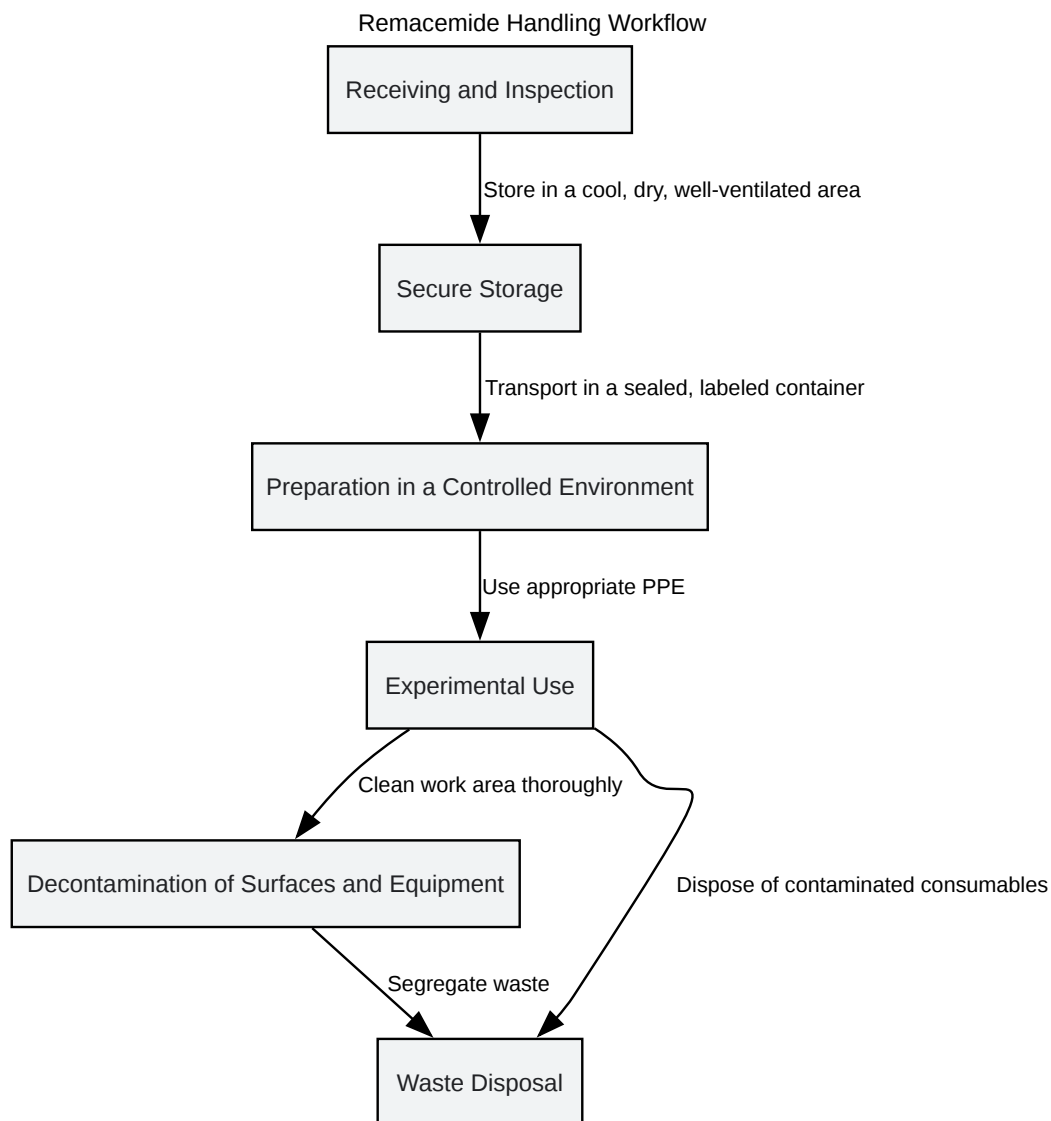 Remacemide Handling Workflow
Receiving and Inspection
Store in a cool, dry, well-ventilated area
Secure Storage
Transport in a sealed, labeled container
Preparation in a Controlled Environment
Use appropriate PPE
Experimental Use
Clean work area thoroughly
Decontamination of Surfaces and Equipment
Dispose of contaminated consumables
Segregate waste
Waste Disposal